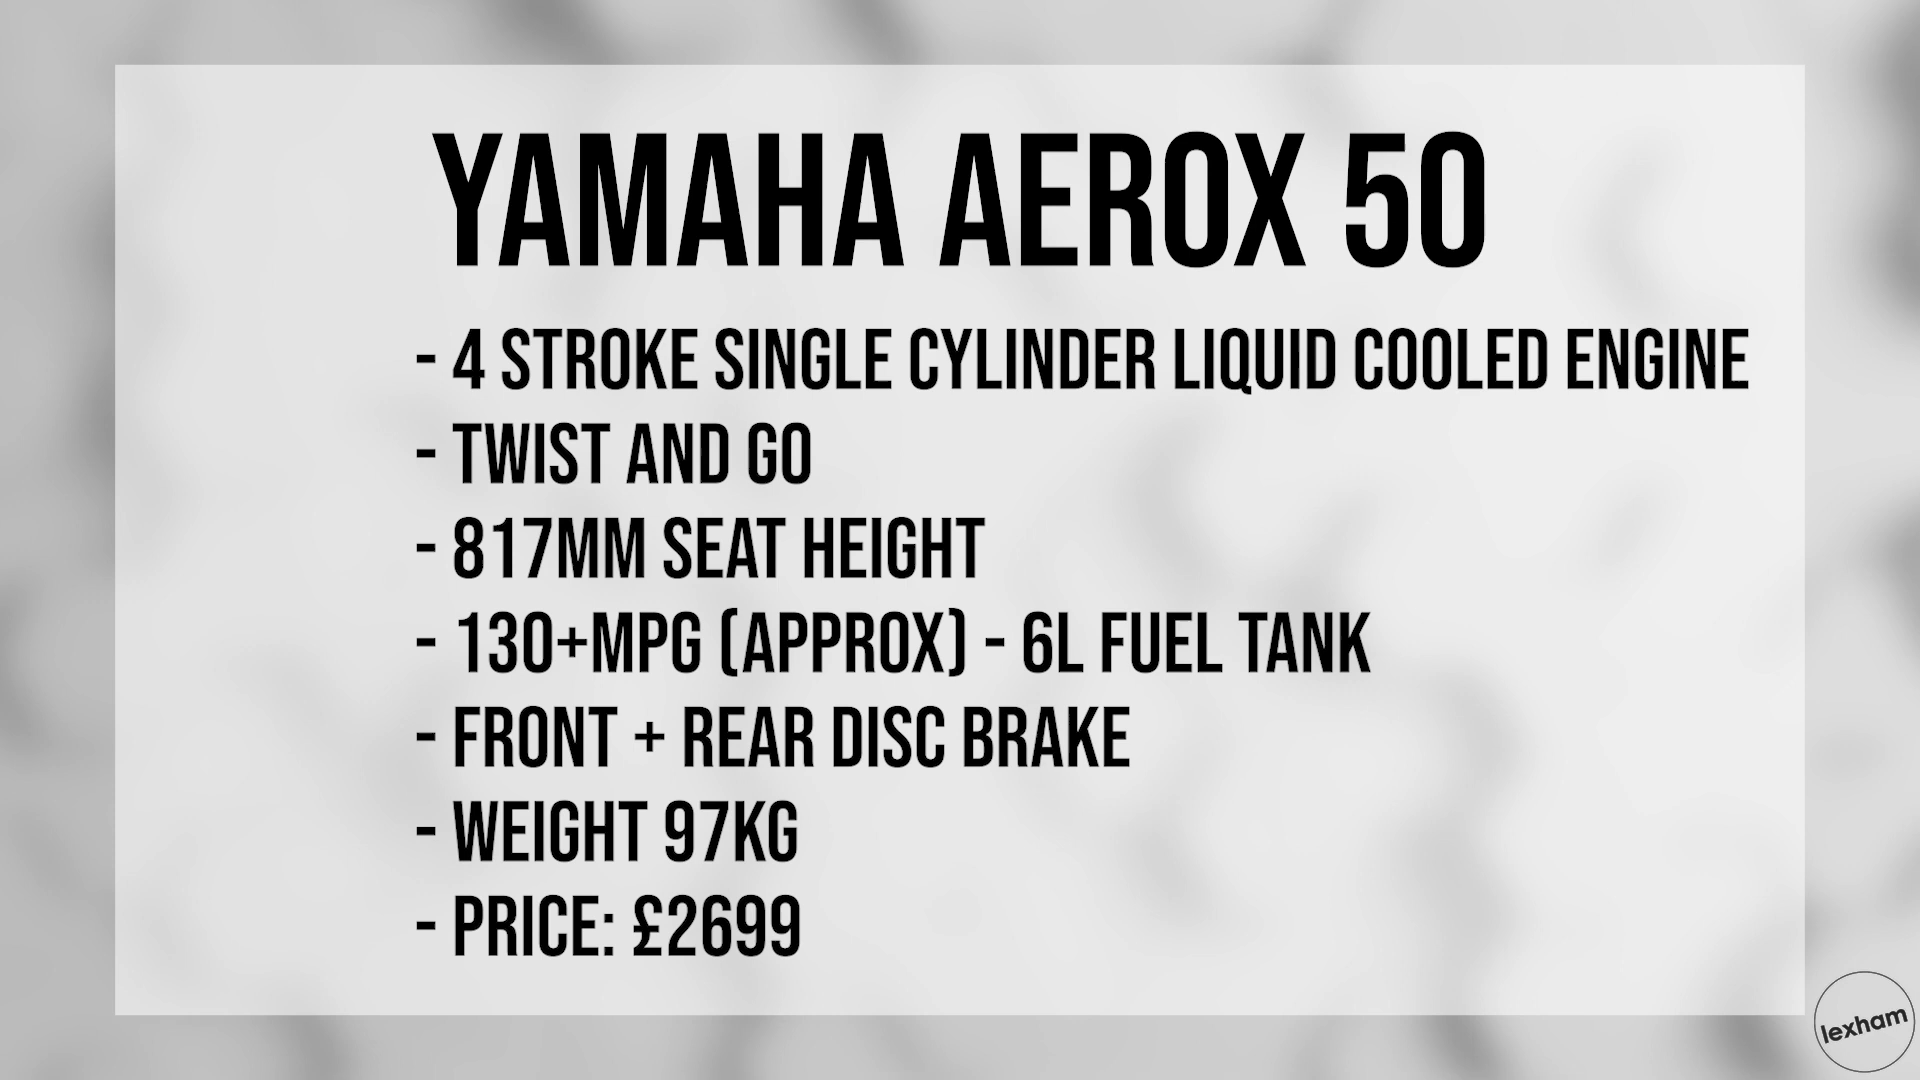 YAMAHA AEROX 50
- 4 STROKE SINGLE CYLINDER LIQUID COOLED ENGINE
- TWIST AND GO
- 817MM SEAT HEIGHT
- 130+MPG (APPROX) - 6L FUEL TANK
- FRONT + REAR DISC BRAKE
- WEIGHT 97KG
- PRICE: £2699
lexham